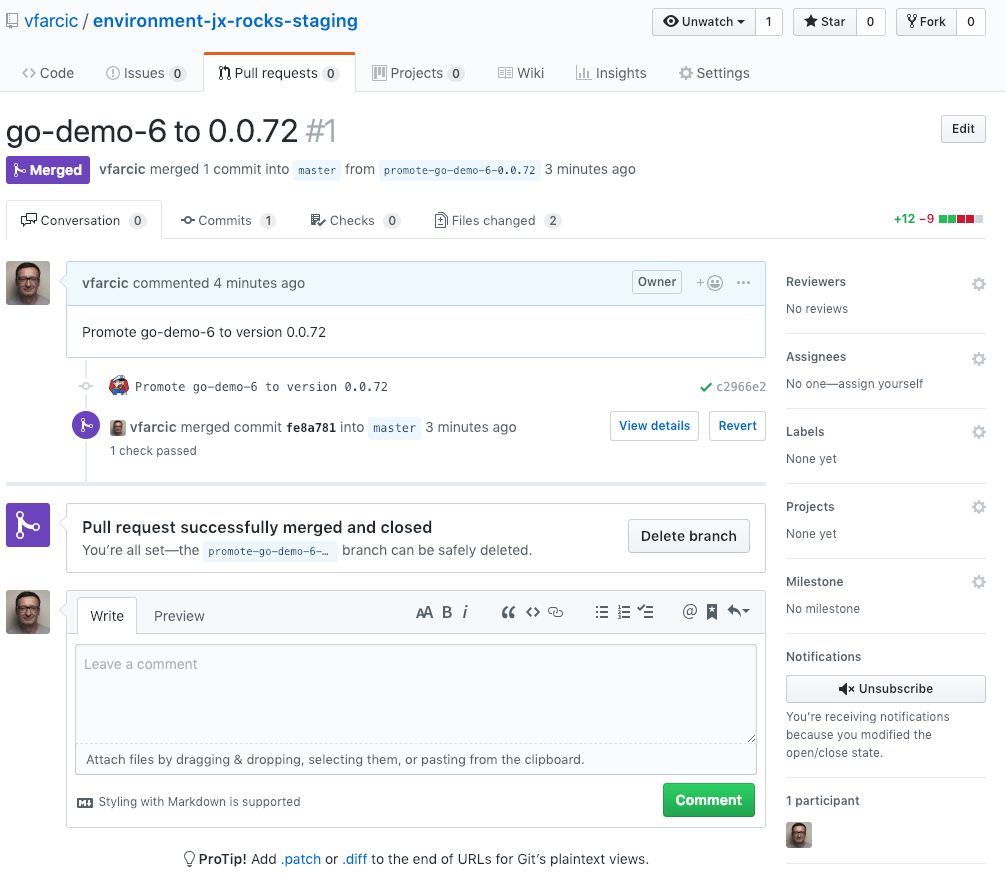 vfarcic / environment-jx-rocks-staging
Unwatch 1 Star 0 Fork 0
Code Issues 0 Pull requests 0 Projects 0 Wiki Insights Settings
go-demo-6 to 0.0.72 #1
Edit
Merged vfarcic merged 1 commit into master from promote-go-demo-6-0.0.72 3 minutes ago
Conversation 0 Commits 1 Checks 0 Files changed 2
+12 −9
vfarcic commented 4 minutes ago
Owner
Promote go-demo-6 to version 0.0.72
Promote go-demo-6 to version 0.0.72
c2966e2
vfarcic merged commit fe8a781 into master 3 minutes ago
1 check passed
View details
Revert
Pull request successfully merged and closed
You’re all set—the promote-go-demo-6-… branch can be safely deleted.
Delete branch
Write Preview
AA B i
Leave a comment
Attach files by dragging & dropping, selecting them, or pasting from the clipboard.
Styling with Markdown is supported
Comment
ProTip! Add .patch or .diff to the end of URLs for Git’s plaintext views.
Reviewers
No reviews
Assignees
No one—assign yourself
Labels
None yet
Projects
None yet
Milestone
No milestone
Notifications
Unsubscribe
You’re receiving notifications
because you modified the
open/close state.
1 participant